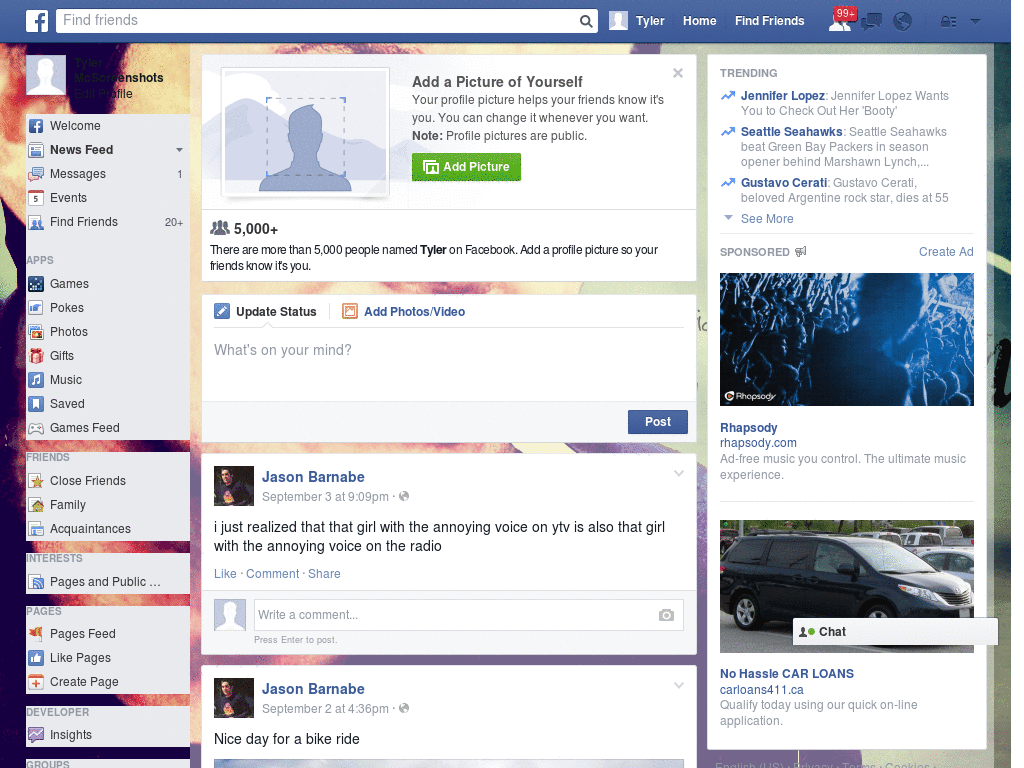 Find friends
Tyler
Home
Find Friends
99+
Tyler
McScreenshots
Edit Profile
Welcome
News Feed
Messages 1
5
Events
Find Friends 20+
APPS
Games
Pokes
Photos
Gifts
Music
Saved
Games Feed
FRIENDS
Close Friends
Family
Acquaintances
INTERESTS
Pages and Public ...
PAGES
Pages Feed
Like Pages
Create Page
DEVELOPER
Insights
GROUPS
Add a Picture of Yourself
Your profile picture helps your friends know it's
you. You can change it whenever you want.
Note: Profile pictures are public.
Add Picture
5,000+
There are more than 5,000 people named Tyler on Facebook. Add a profile picture so your
friends know it's you.
Update Status
Add Photos/Video
What's on your mind?
Post
Jason Barnabe
September 3 at 9:09pm ·
i just realized that that girl with the annoying voice on ytv is also that girl
with the annoying voice on the radio
Like · Comment · Share
Write a comment...
Press Enter to post.
Jason Barnabe
September 2 at 4:36pm ·
Nice day for a bike ride
TRENDING
Jennifer Lopez: Jennifer Lopez Wants
You to Check Out Her 'Booty'
Seattle Seahawks: Seattle Seahawks
beat Green Bay Packers in season
opener behind Marshawn Lynch,...
Gustavo Cerati: Gustavo Cerati,
beloved Argentine rock star, dies at 55
See More
SPONSORED
Create Ad
Rhapsody
Rhapsody
rhapsody.com
Ad-free music you control. The ultimate music
experience.
Chat
No Hassle CAR LOANS
carloans411.ca
Qualify today using our quick on-line
application.
English (US) · Privacy · Terms · Cookies ·